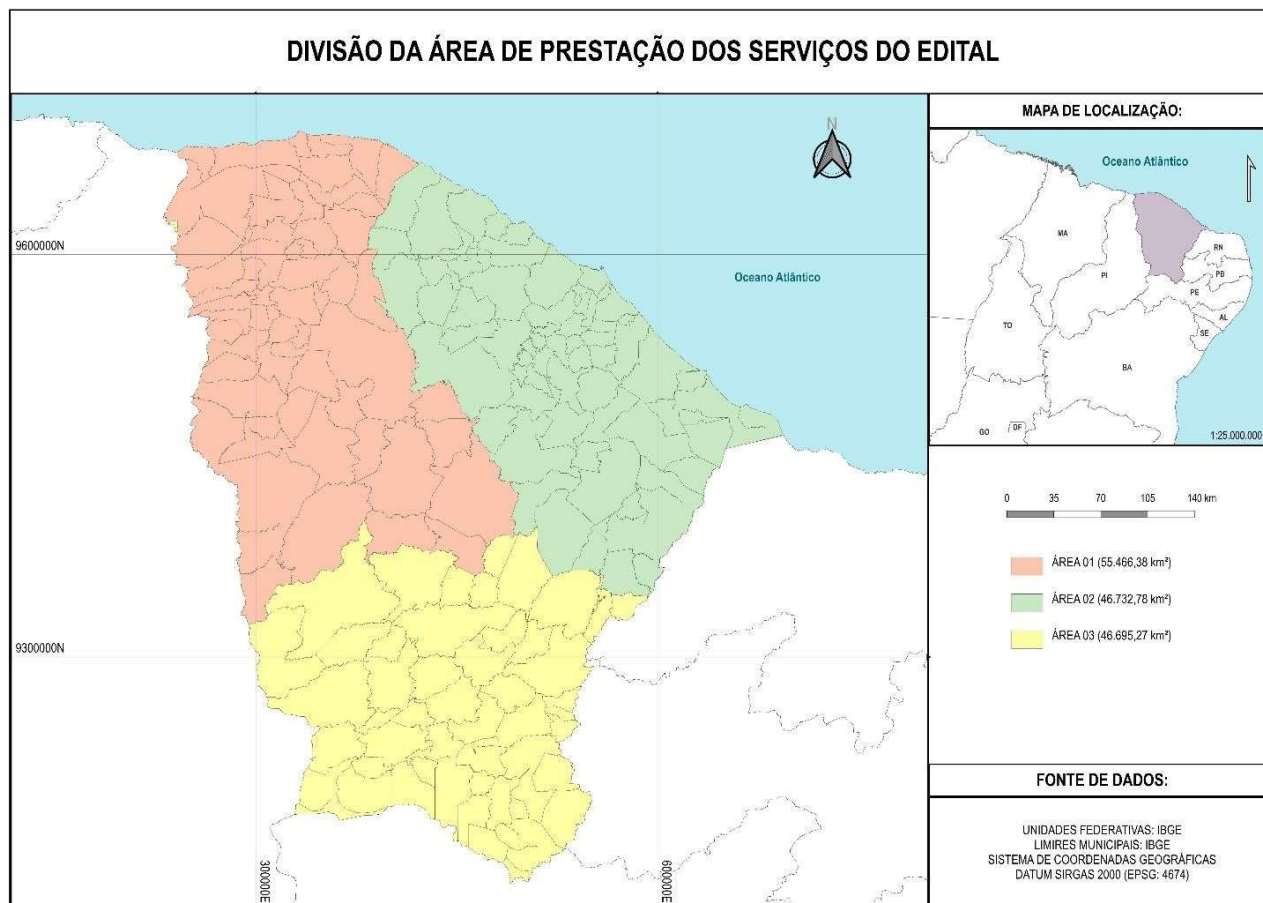 DIVISÃO DA ÁREA DE PRESTAÇÃO DOS SERVIÇOS DO EDITAL
N
9600000N
Oceano Atlântico
9300000N
300000E
600000E
MAPA DE LOCALIZAÇÃO:
Oceano Atlântico
MA
RN
PB
PI
PE
AL
TO
SE
BA
GO
DF
1:25.000.000
0 35 70 105 140 km
ÁREA 01 (55.466,38 km²)
ÁREA 02 (46.732,78 km²)
ÁREA 03 (46.695,27 km²)
FONTE DE DADOS:
UNIDADES FEDERATIVAS: IBGE
LIMIRES MUNICIPAIS: IBGE
SISTEMA DE COORDENADAS GEOGRÁFICAS
DATUM SIRGAS 2000 (EPSG: 4674)